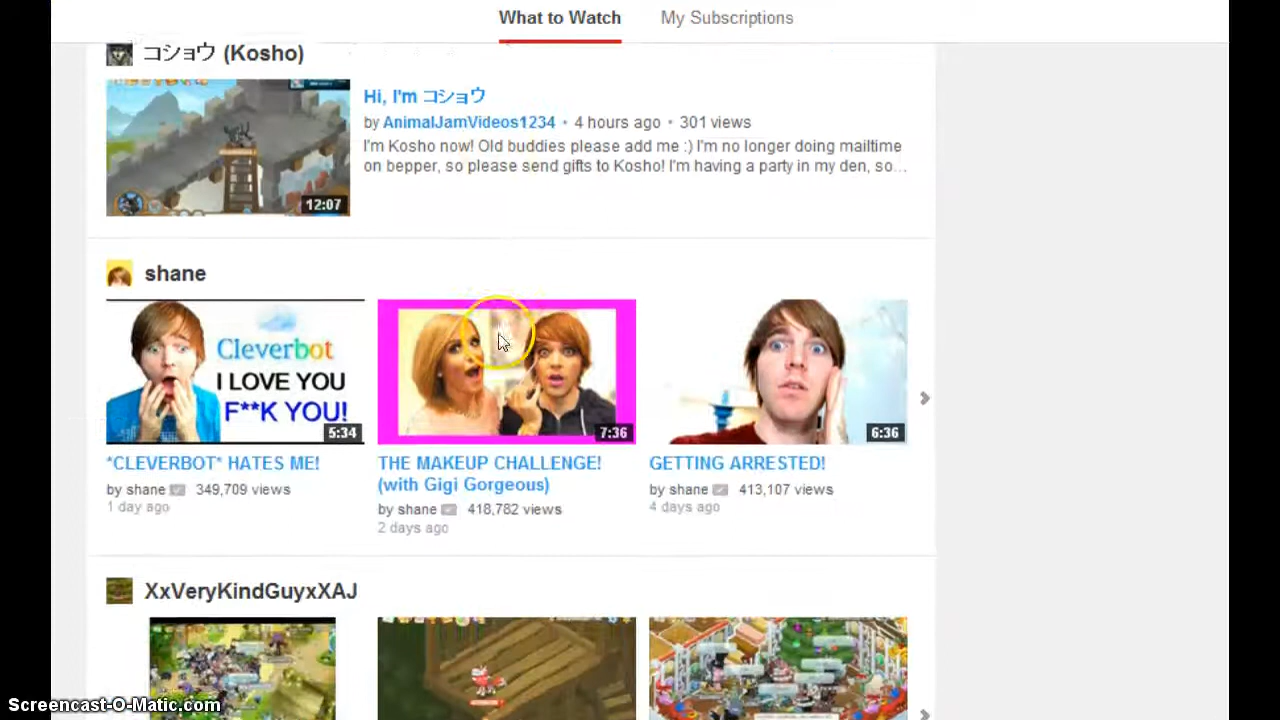 What to Watch
My Subscriptions
コショウ (Kosho)
12:07
Hi, I'm コショウ
by AnimalJamVideos1234 • 4 hours ago • 301 views
I'm Kosho now! Old buddies please add me :) I'm no longer doing mailtime
on bepper, so please send gifts to Kosho! I'm having a party in my den, so...
shane
Cleverbot
I LOVE YOU
F**K YOU!
5:34
7:36
6:36
*CLEVERBOT* HATES ME!
by shane 349,709 views
1 day ago
THE MAKEUP CHALLENGE!
(with Gigi Gorgeous)
by shane 418,782 views
2 days ago
GETTING ARRESTED!
by shane 413,107 views
4 days ago
XxVeryKindGuyxXAJ
Screencast-O-Matic.com